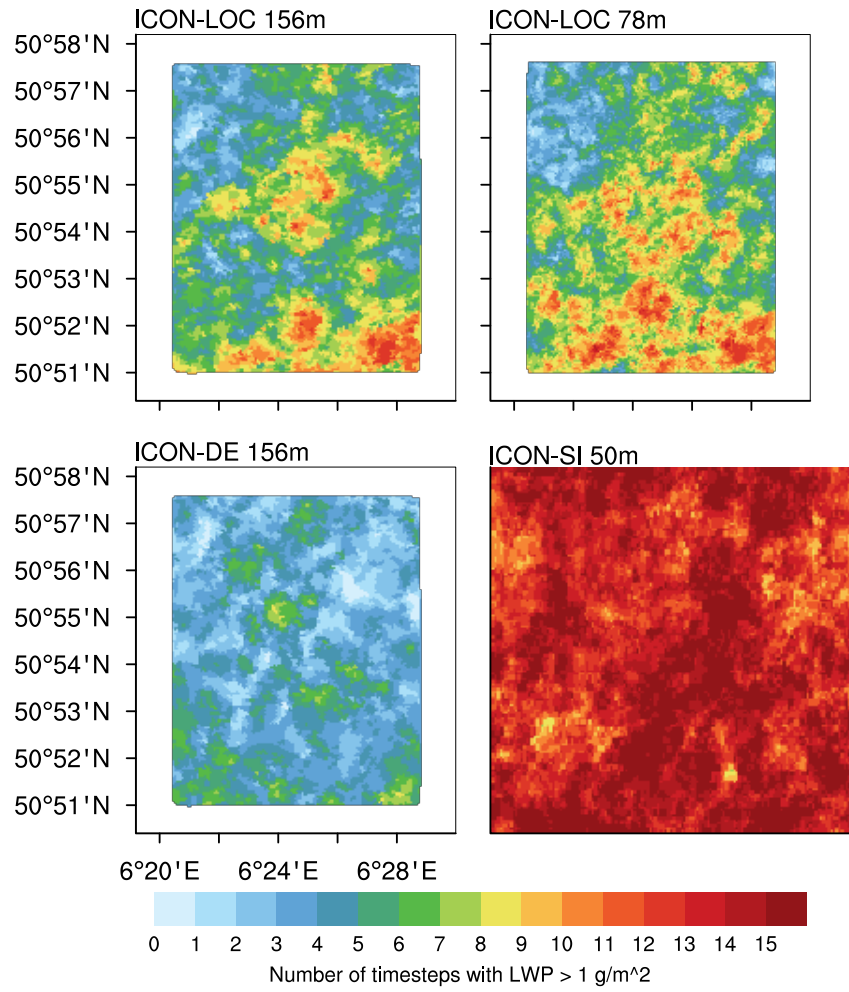 ICON-LOC 156m ICON-LOC 78m
50°58'N
50°57'N
50°56'N
50°55'N
50°54'N
50°53'N
50°52'N
50°51'N
ICON-DE 156m ICON-SI 50m
50°58'N
50°57'N
50°56'N
50°55'N
50°54'N
50°53'N
50°52'N
50°51'N
6°20'E 6°24'E 6°28'E
0 1 2 3 4 5 6 7 8 9 10 11 12 13 14 15
Number of timesteps with LWP > 1 g/m^2